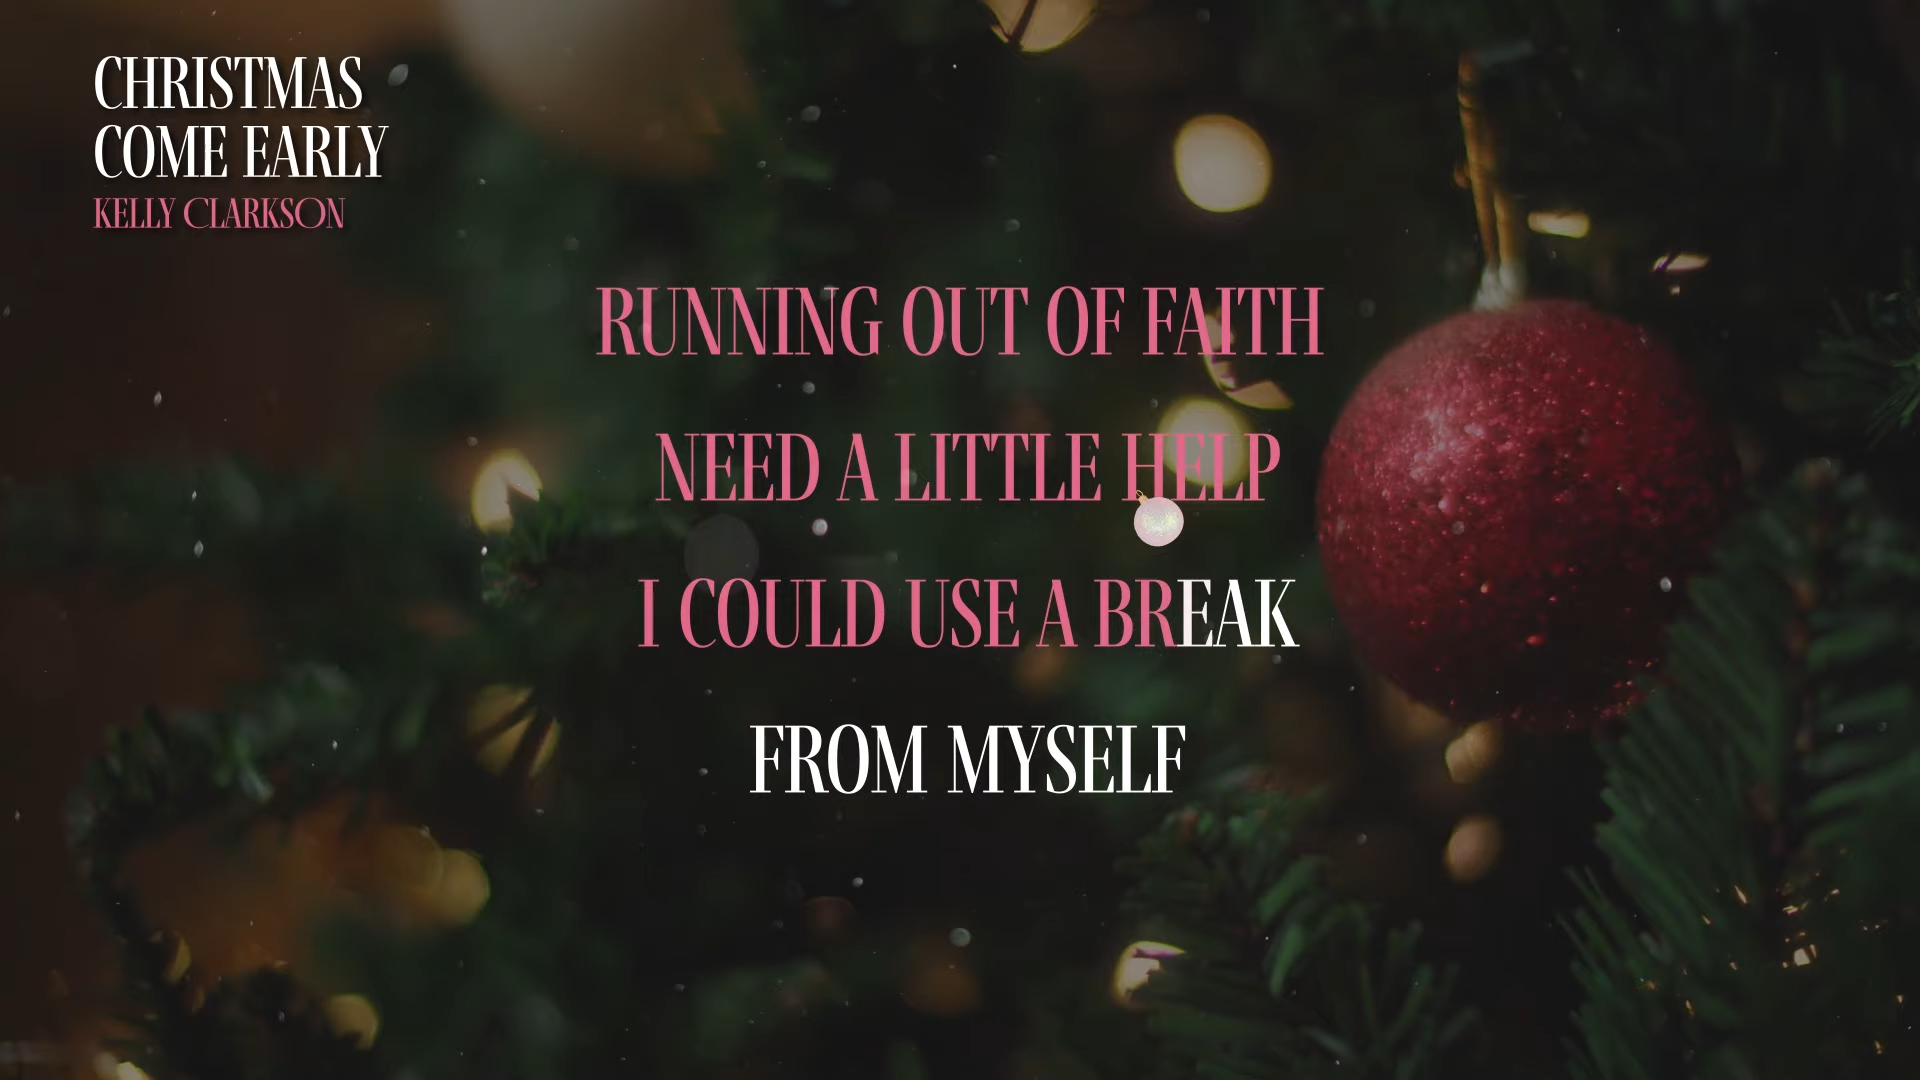 CHRISTMAS
COME EARLY
KELLY CLARKSON
RUNNING OUT OF FAITH
NEED A LITTLE HELP
I COULD USE A BREAK
FROM MYSELF